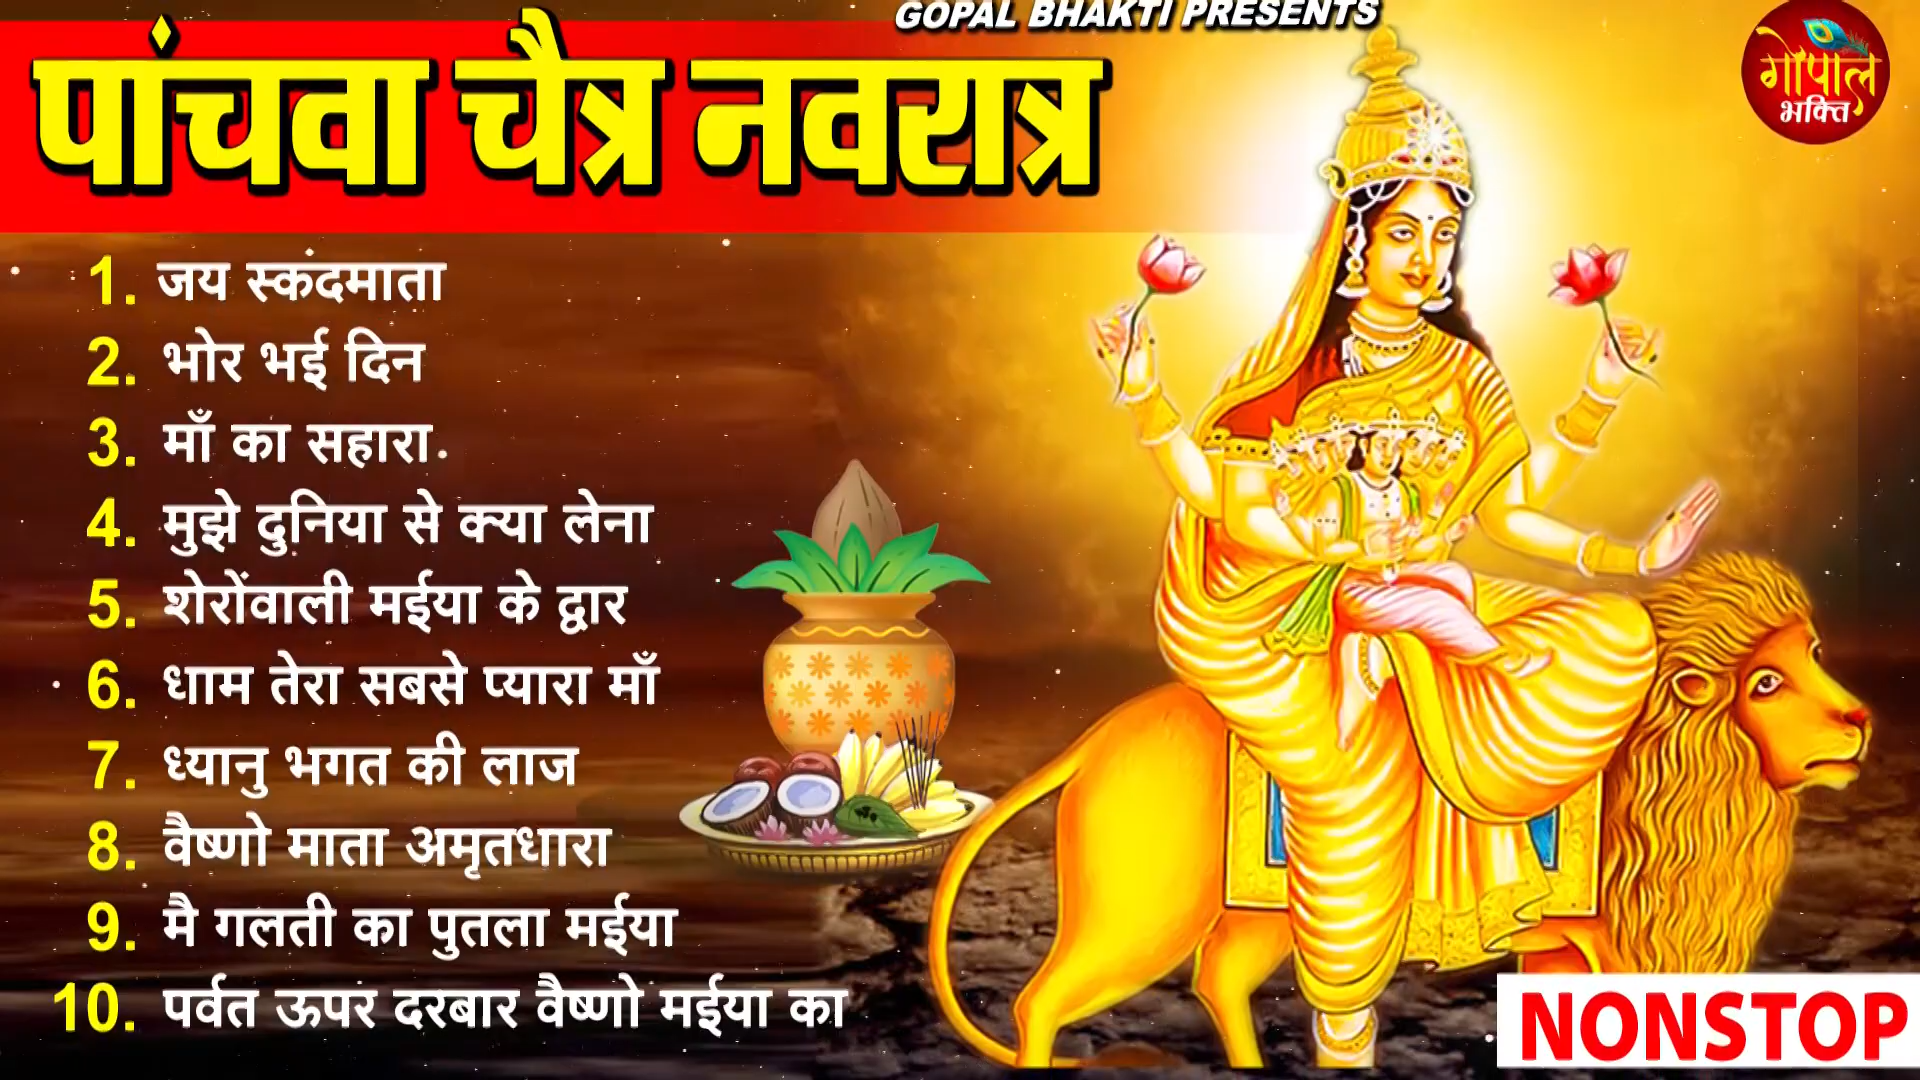 GOPAL BHAKTI PRESENTS
गोपाल
भक्ति
पांचवा चैत्र नवरात्र
1. जय स्कदमाता
2. भोर भई दिन
3. माँ का सहारा
4. मुझे दुनिया से क्या लेना
5. शेरोंवाली मईया के द्वार
6. धाम तेरा सबसे प्यारा माँ
7. ध्यानु भगत की लाज
8. वैष्णो माता अमृतधारा
9. मै गलती का पुतला मईया
10. पर्वत ऊपर दरबार वैष्णो मईया का
NONSTOP